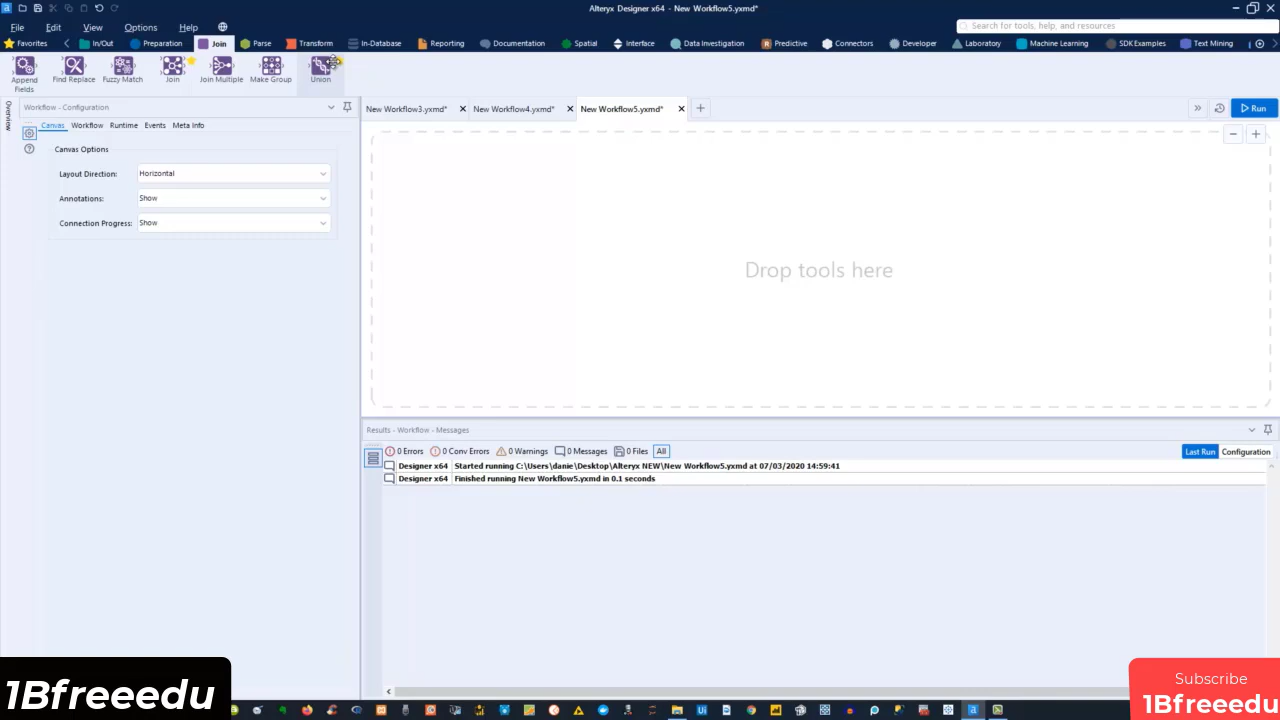 Alteryx Designer x64 - New Workflow5.yxmd*
File Edit View Options Help
Search for tools, help, and resources
Favorites In/Out Preparation Join Parse Transform In-Database Reporting Documentation Spatial Interface Data Investigation Predictive Connectors Developer Laboratory Machine Learning SDK Examples Text Mining
Append Fields Find Replace Fuzzy Match Join Join Multiple Make Group Union
Overview
Workflow - Configuration
New Workflow3.yxmd* New Workflow4.yxmd* New Workflow5.yxmd*
Run
Canvas Workflow Runtime Events Meta Info
Canvas Options
Layout Direction: Horizontal
Annotations: Show
Connection Progress: Show
Drop tools here
Results - Workflow - Messages
0 Errors 0 Conv Errors 0 Warnings 0 Messages 0 Files All
Last Run Configuration
Designer x64 Started running C:\Users\danie\Desktop\Alteryx NEW\New Workflow5.yxmd at 07/03/2020 14:59:41
Designer x64 Finished running New Workflow5.yxmd in 0.1 seconds
1Bfreeedu
Subscribe
1Bfreeedu